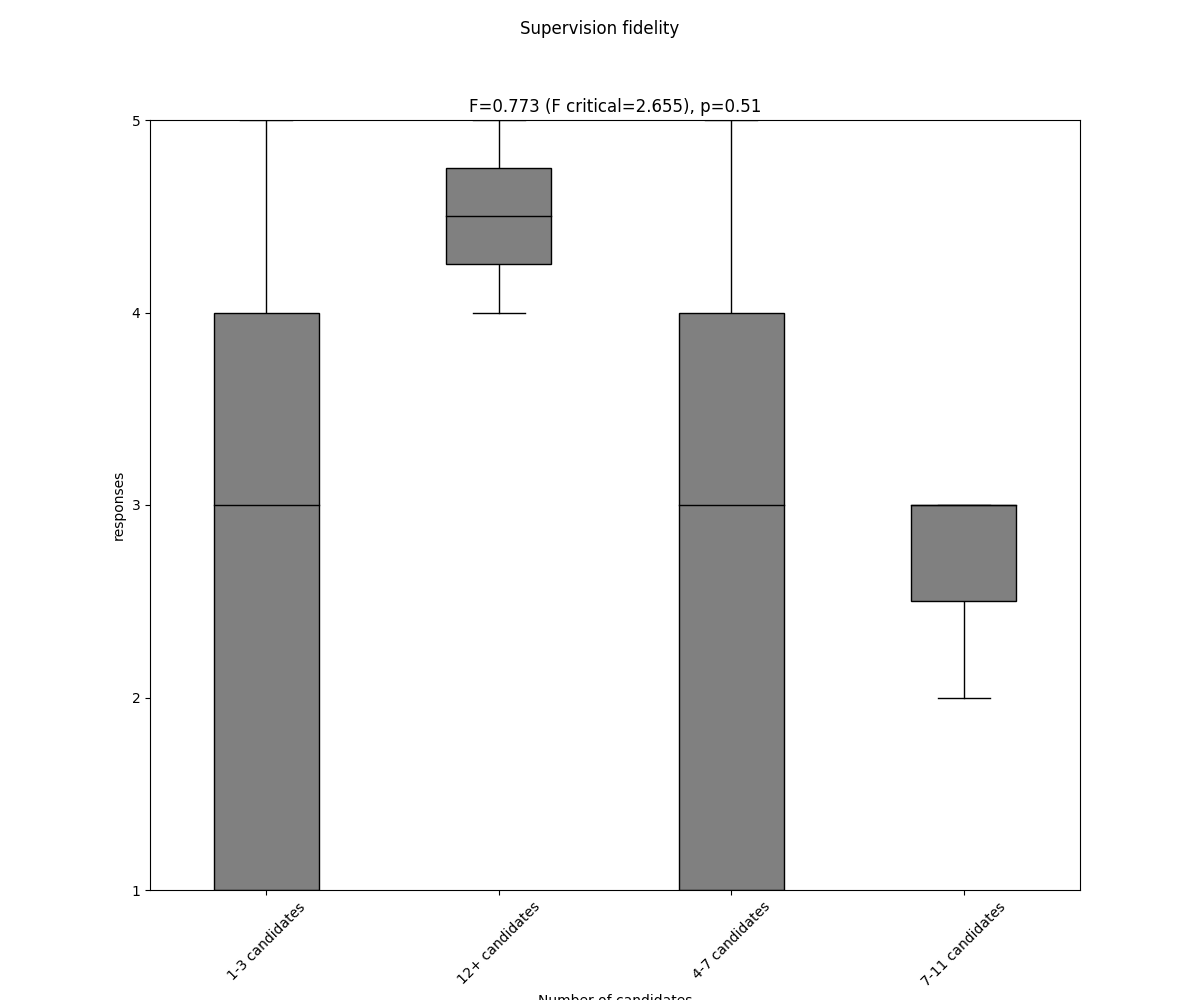 Supervision fidelity
F=0.773 (F critical=2.655), p=0.51
5
4
3
2
1
responses
1-3 candidates
12+ candidates
4-7 candidates
7-11 candidates
Number of candidates